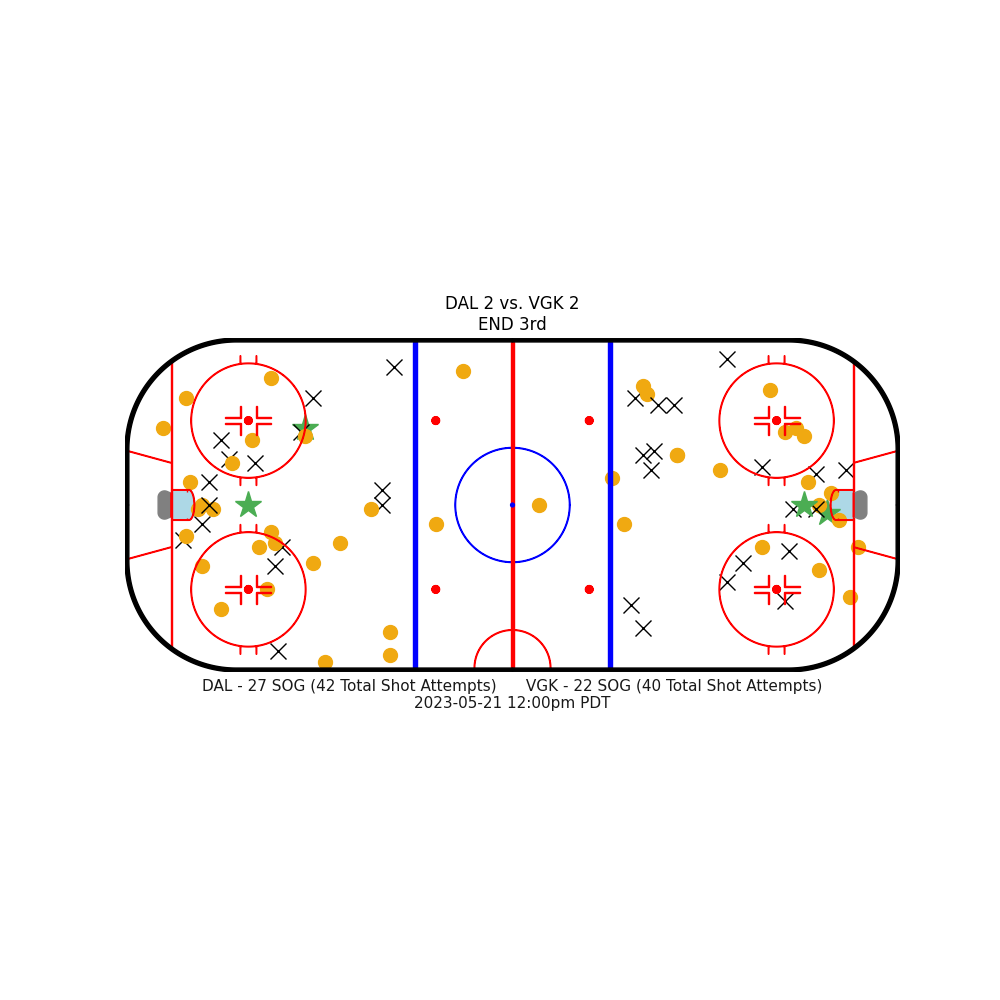 DAL 2 vs. VGK 2
END 3rd
DAL - 27 SOG (42 Total Shot Attempts) VGK - 22 SOG (40 Total Shot Attempts)
2023-05-21 12:00pm PDT